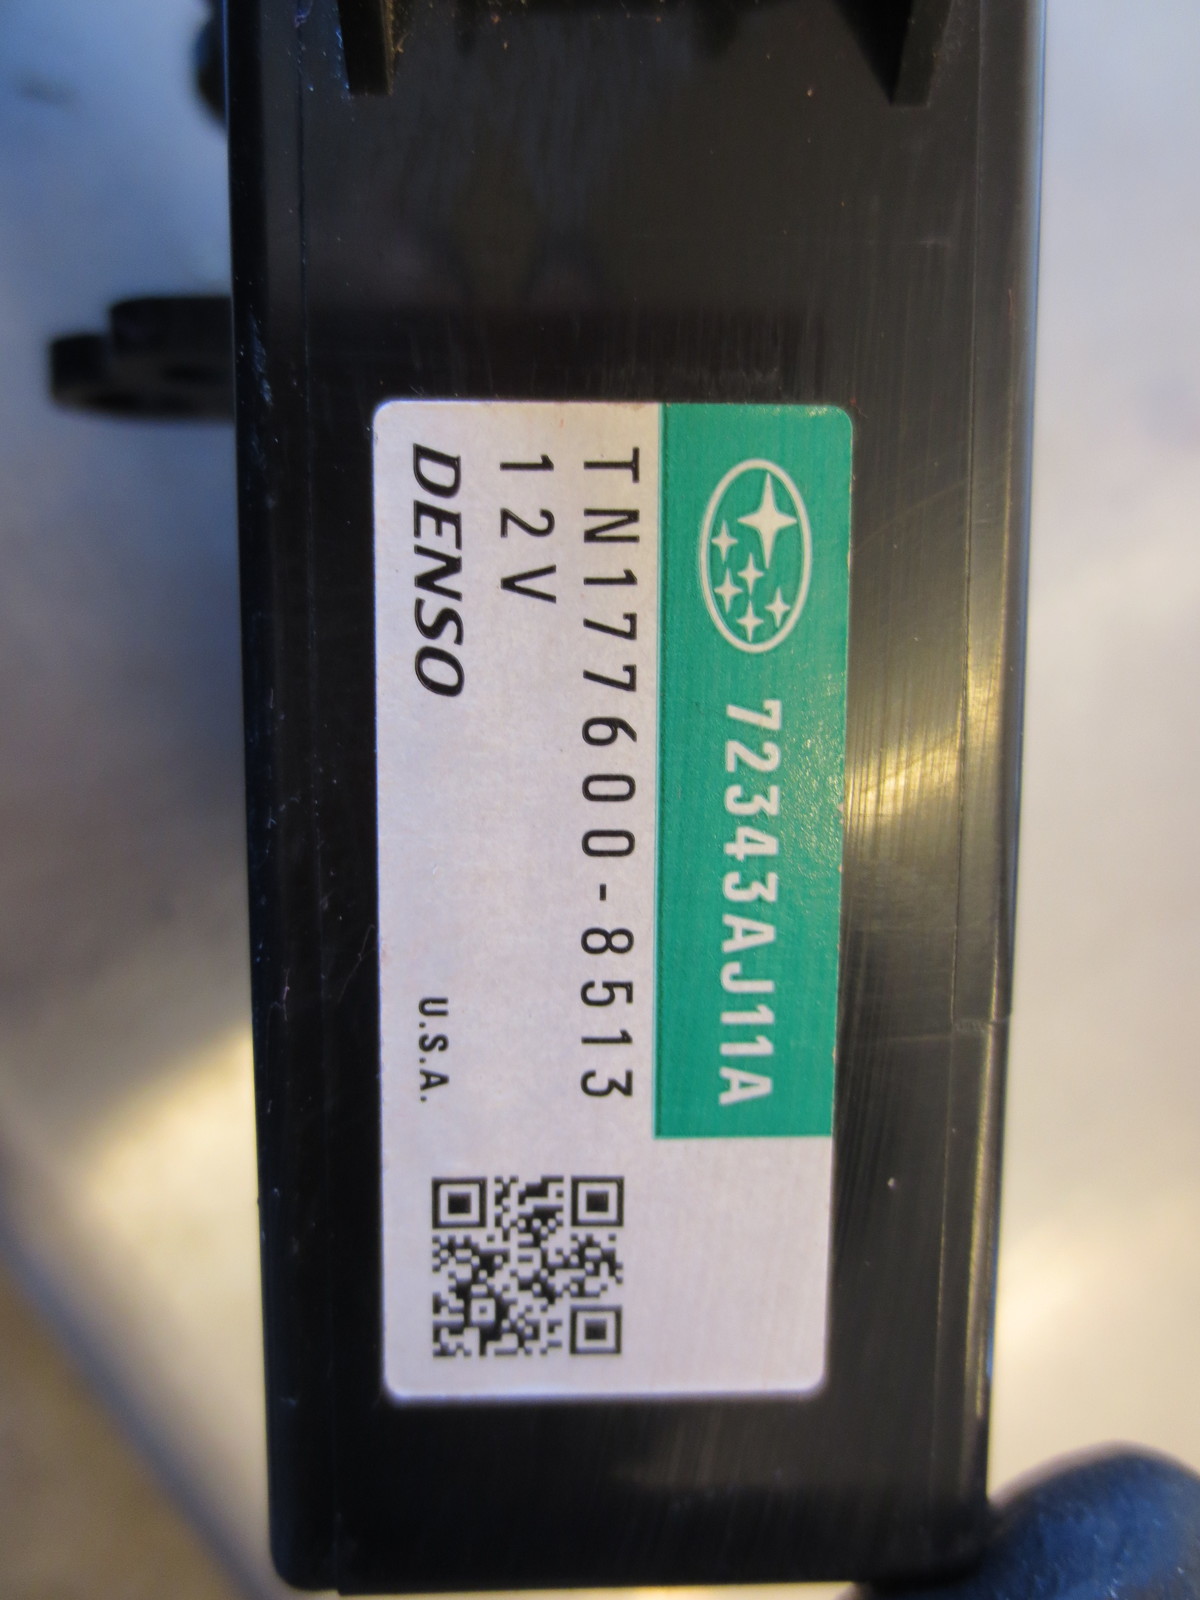 72343AJ11A
TN177600-8513
12V
DENSO U.S.A.